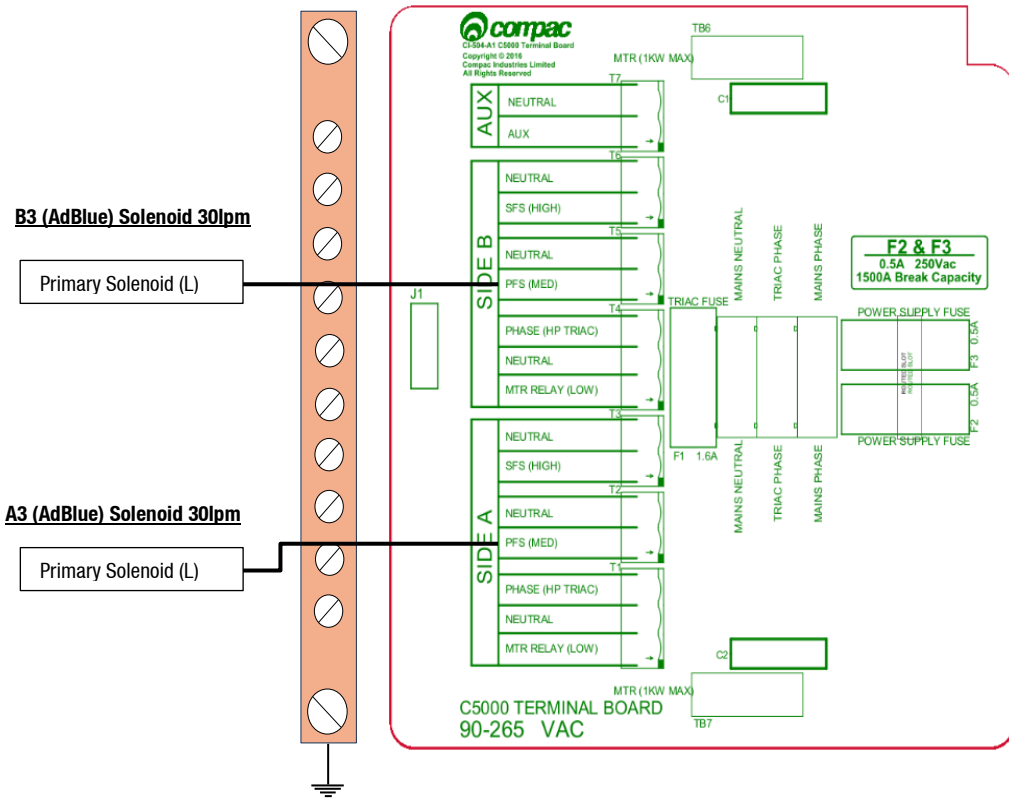 compac
CI-504-A1 C5000 Terminal Board
Copyright © 2016
Compac Industries Limited
All Rights Reserved
TB6
MTR (1KW MAX)
C1
T7
AUX
NEUTRAL
AUX
T6
SIDE B
NEUTRAL
SFS (HIGH)
T5
NEUTRAL
PFS (MED)
T4
PHASE (HP TRIAC)
NEUTRAL
MTR RELAY (LOW)
T3
SIDE A
NEUTRAL
SFS (HIGH)
T2
NEUTRAL
PFS (MED)
T1
PHASE (HP TRIAC)
NEUTRAL
MTR RELAY (LOW)
B3 (AdBlue) Solenoid 30lpm
Primary Solenoid (L)
A3 (AdBlue) Solenoid 30lpm
Primary Solenoid (L)
J1
MAINS NEUTRAL
TRIAC PHASE
MAINS PHASE
TRIAC FUSE
F1 1.6A
MAINS NEUTRAL
TRIAC PHASE
MAINS PHASE
F2 & F3
0.5A 250Vac
1500A Break Capacity
POWER SUPPLY FUSE
F3 0.5A
ROUTED SLOT
ROUTED SLOT
F2 0.5A
POWER SUPPLY FUSE
C2
MTR (1KW MAX)
TB7
C5000 TERMINAL BOARD
90-265 VAC